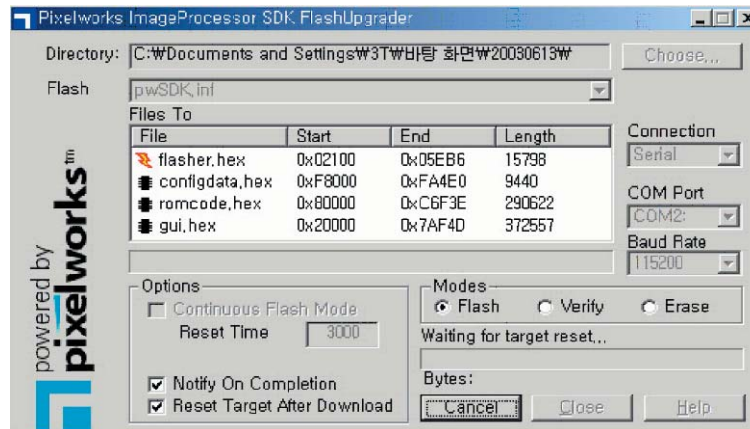 Pixelworks ImageProcessor SDK FlashUpgrader
Directory: C:₩Documents and Settings₩3T₩바탕 화면₩20030613₩ Choose,,,
Flash pwSDK,inf
Files To
File Start End Length
flasher,hex 0x02100 0x05EB6 15798
configdata,hex 0xF8000 0xFA4E0 9440
romcode,hex 0x80000 0xC6F3E 290622
gui,hex 0x20000 0x7AF4D 372557
Connection
Serial
COM Port
COM2:
Baud Rate
115200
powered by
pixelworks™
Options
Continuous Flash Mode
Reset Time 3000
Notify On Completion
Reset Target After Download
Modes
Flash Verify Erase
Waiting for target reset,,,
Bytes:
Cancel Close Help